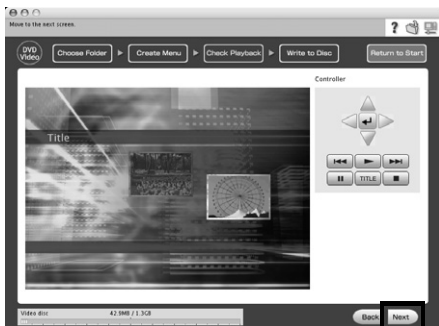 Move to the next screen.
?
DVD Video
Choose Folder
Create Menu
Check Playback
Write to Disc
Return to Start
Controller
Title
TITLE
Video disc 42.9MB / 1.3GB
Back
Next